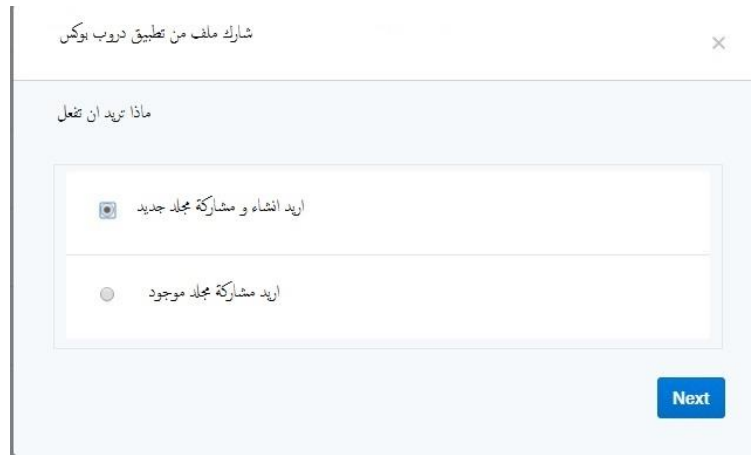 شارك ملف من تطبيق دروب بوكس
ماذا تريد ان تفعل
اريد انشاء و مشاركة مجلد جديد
اريد مشاركة مجلد موجود
Next